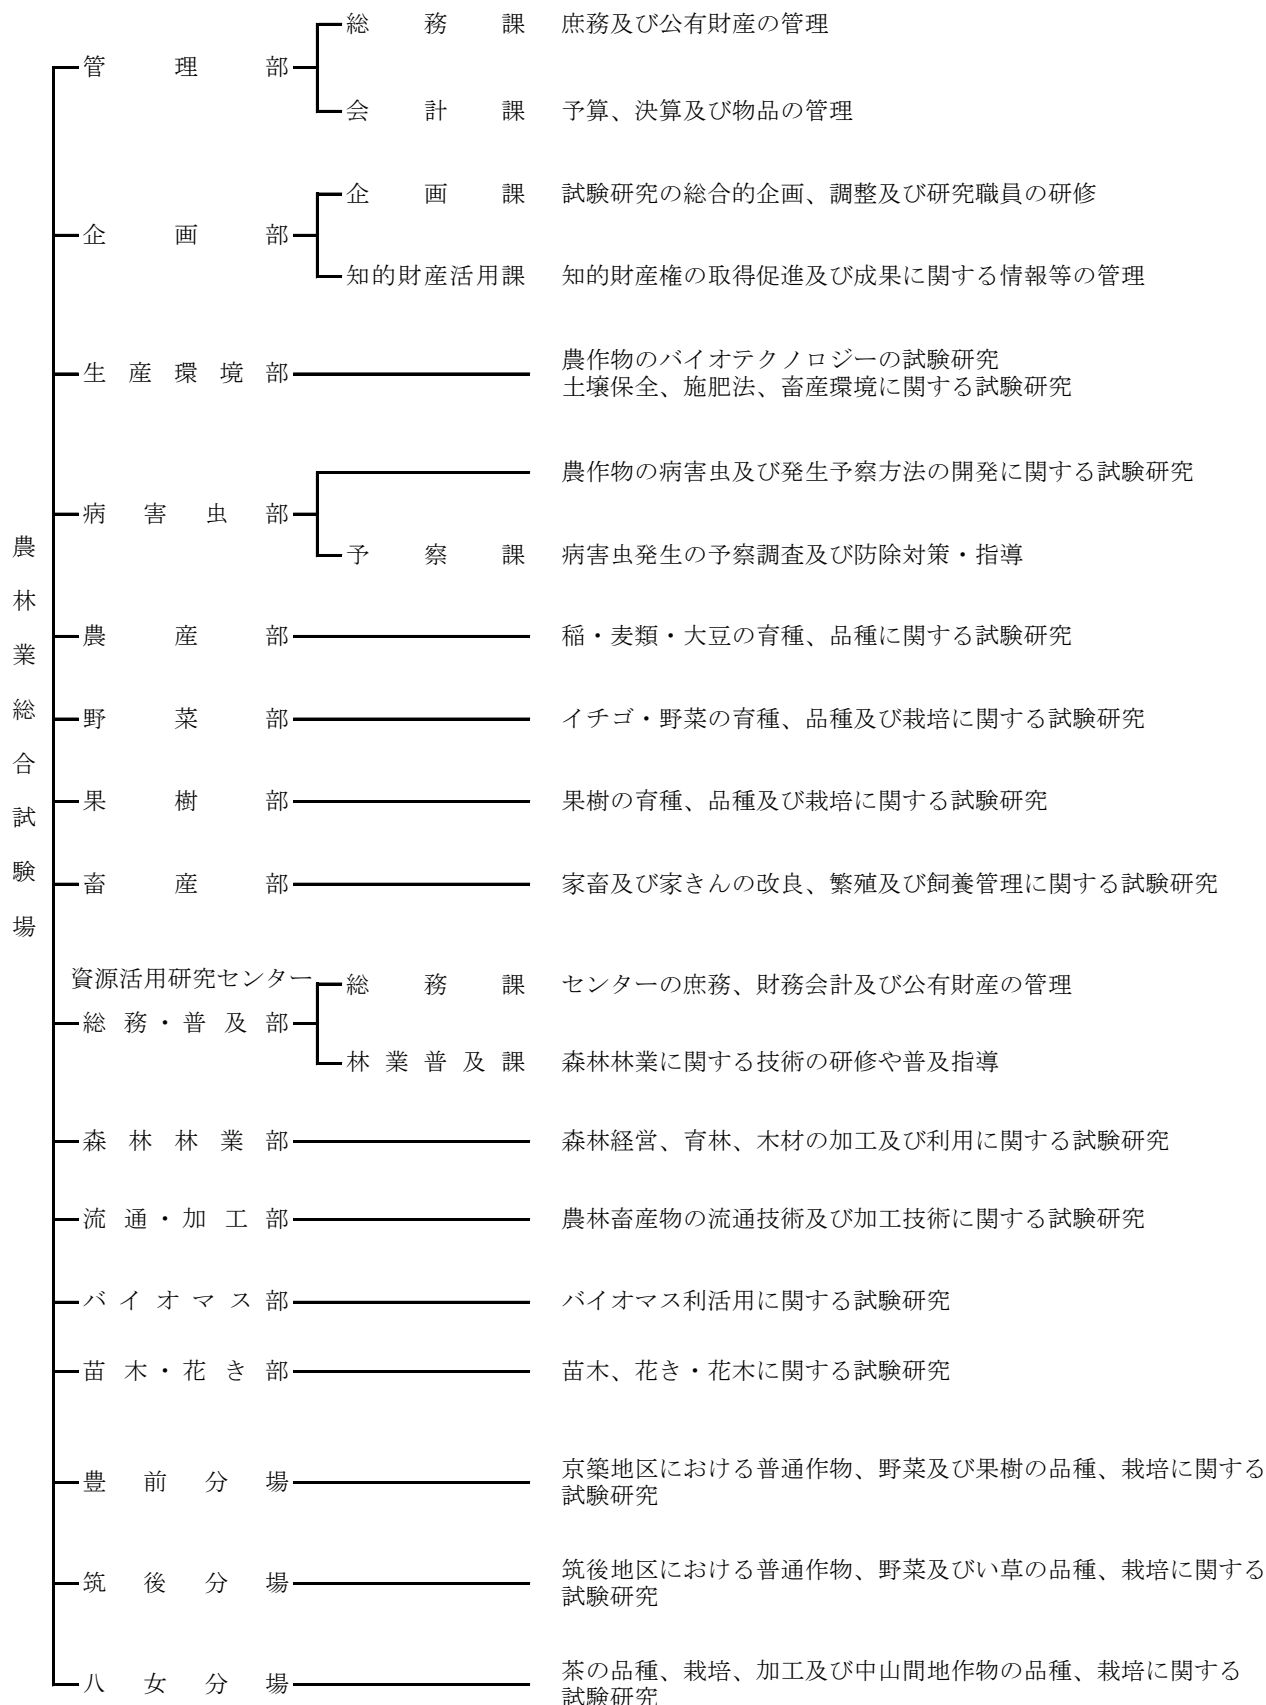 農林業総合試験場
管理部
総務課 庶務及び公有財産の管理
会計課 予算、決算及び物品の管理
企画部
企画課 試験研究の総合的企画、調整及び研究職員の研修
知的財産活用課 知的財産権の取得促進及び成果に関する情報等の管理
生産環境部
農作物のバイオテクノロジーの試験研究
土壌保全、施肥法、畜産環境に関する試験研究
病害虫部
農作物の病害虫及び発生予察方法の開発に関する試験研究
予察課 病害虫発生の予察調査及び防除対策・指導
農産部 稲・麦類・大豆の育種、品種に関する試験研究
野菜部 イチゴ・野菜の育種、品種及び栽培に関する試験研究
果樹部 果樹の育種、品種及び栽培に関する試験研究
畜産部 家畜及び家きんの改良、繁殖及び飼養管理に関する試験研究
資源活用研究センター
総務・普及部
総務課 センターの庶務、財務会計及び公有財産の管理
林業普及課 森林林業に関する技術の研修や普及指導
森林林業部 森林経営、育林、木材の加工及び利用に関する試験研究
流通・加工部 農林畜産物の流通技術及び加工技術に関する試験研究
バイオマス部 バイオマス利活用に関する試験研究
苗木・花き部 苗木、花き・花木に関する試験研究
豊前分場
京築地区における普通作物、野菜及び果樹の品種、栽培に関する
試験研究
筑後分場
筑後地区における普通作物、野菜及びい草の品種、栽培に関する
試験研究
八女分場
茶の品種、栽培、加工及び中山間地作物の品種、栽培に関する
試験研究